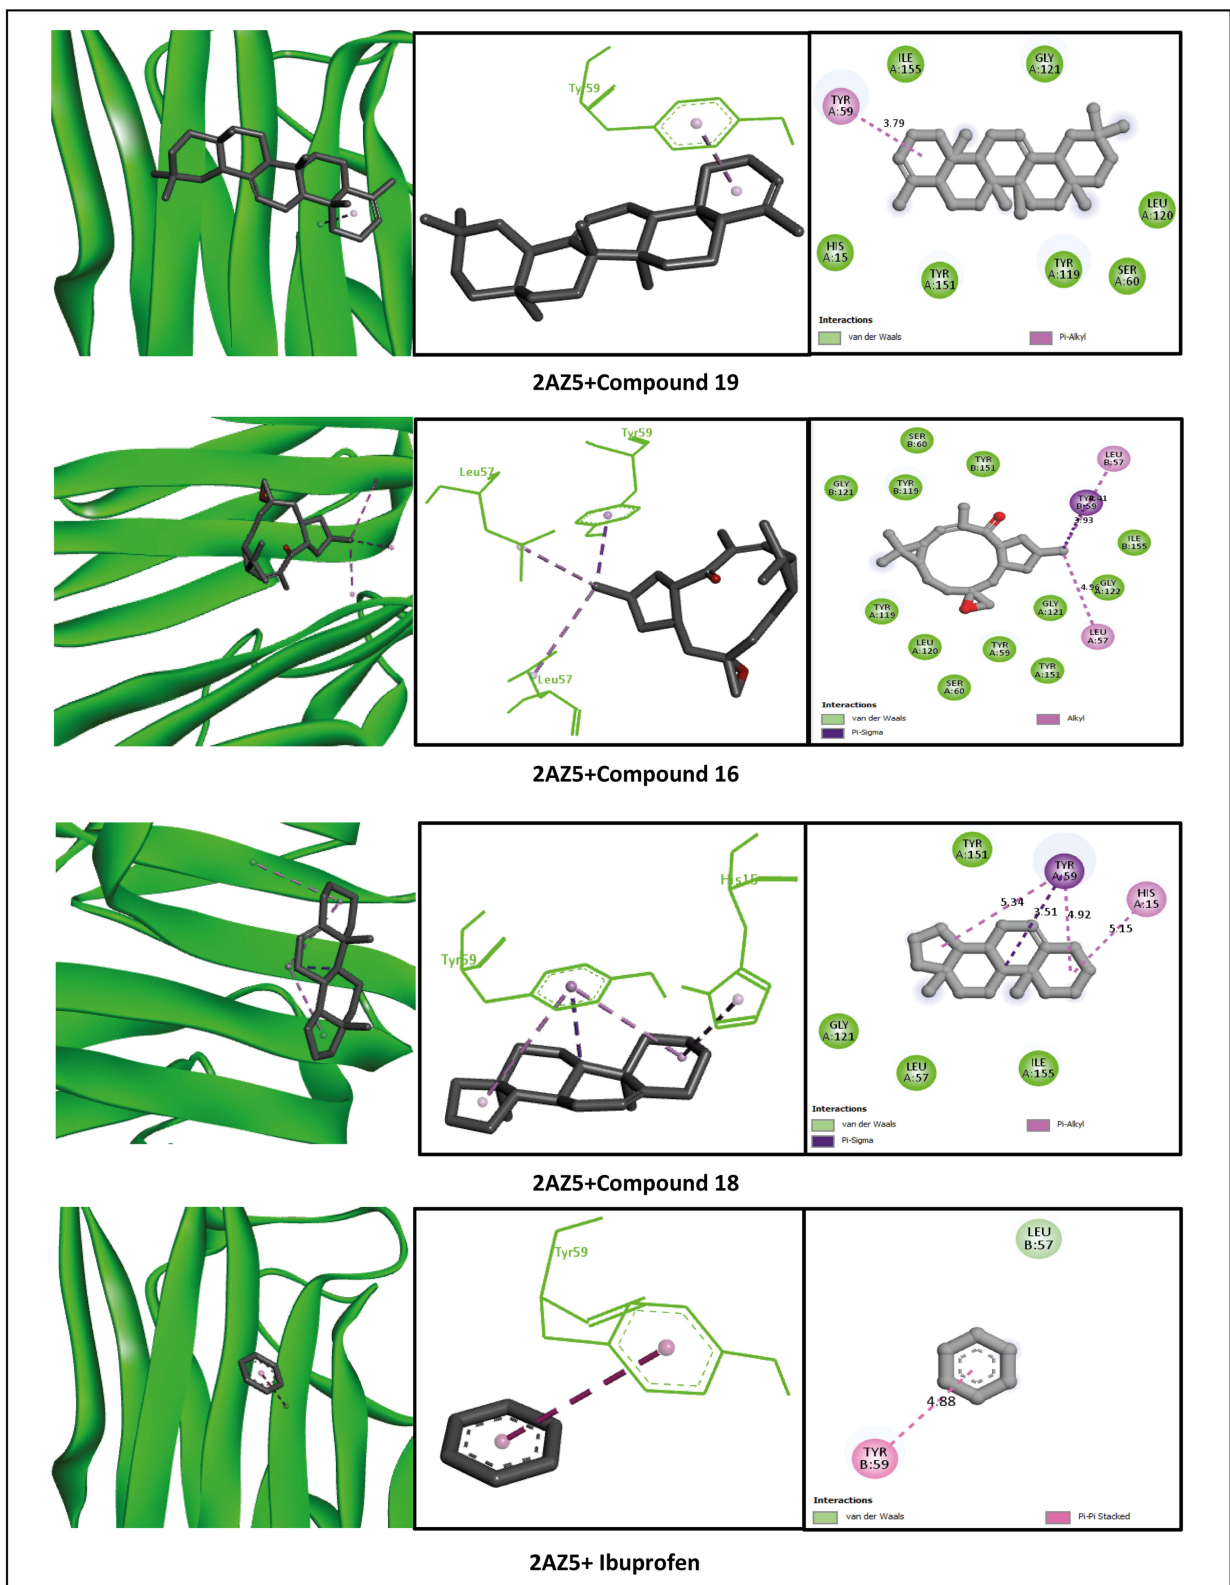 Tyr59
ILE
A:155
GLY
A:121
TYR
A:59
3.79
LEU
A:120
HIS
A:15
TYR
A:151
TYR
A:119
SER
A:60
Interactions
van der Waals
Pi-Alkyl
2AZ5+Compound 19
Tyr59
Leu57
Leu57
SER
B:60
TYR
B:151
LEU
B:57
GLY
B:121
TYR
B:119
TYR
B:59
3.93
ILE
B:155
4.96
GLY
A:122
TYR
A:119
GLY
A:121
LEU
A:120
TYR
A:59
TYR
A:151
LEU
A:57
SER
A:60
Interactions
van der Waals
Alkyl
Pi-Sigma
2AZ5+Compound 16
His15
Tyr59
TYR
A:151
TYR
A:59
HIS
A:15
5.34
3.51
4.92
5.15
GLY
A:121
LEU
A:57
ILE
A:155
Interactions
van der Waals
Pi-Alkyl
Pi-Sigma
2AZ5+Compound 18
Tyr59
LEU
B:57
4.88
TYR
B:59
Interactions
van der Waals
Pi-Pi Stacked
2AZ5+ Ibuprofen